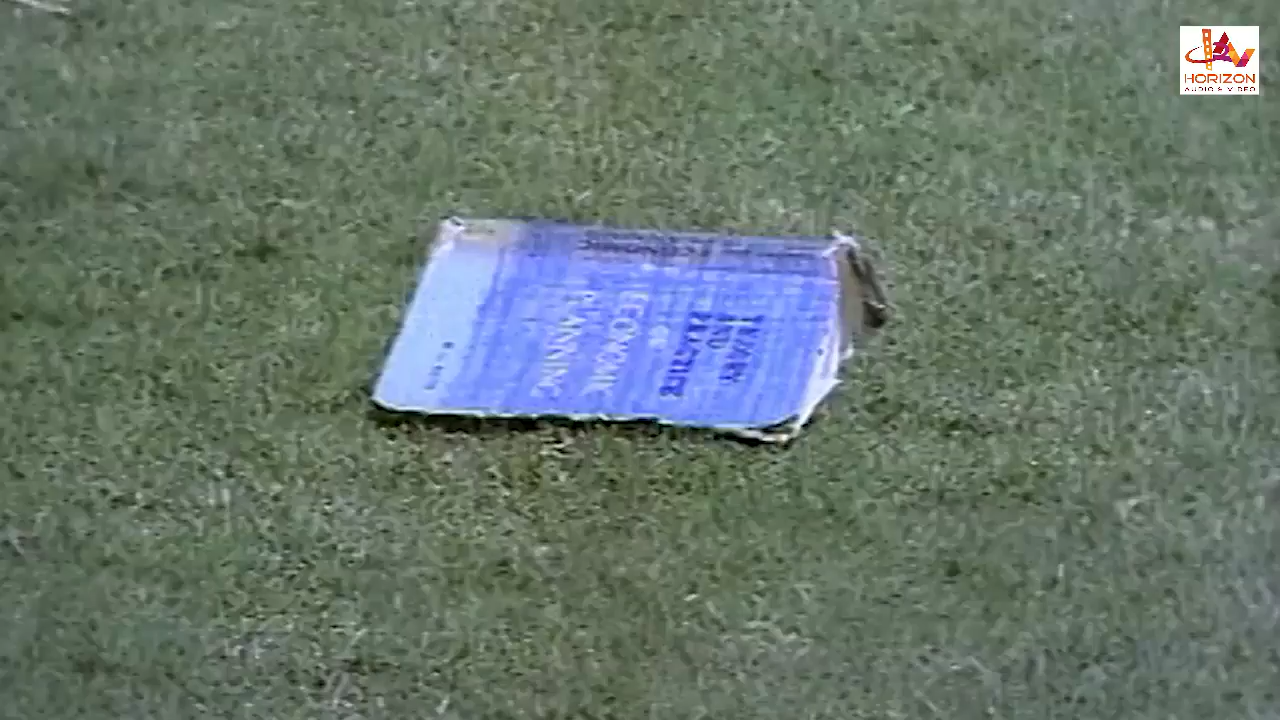 THEORY
AND
PRACTICE
OF
ECONOMIC
PLANNING
HORIZON
AUDIO & VIDEO